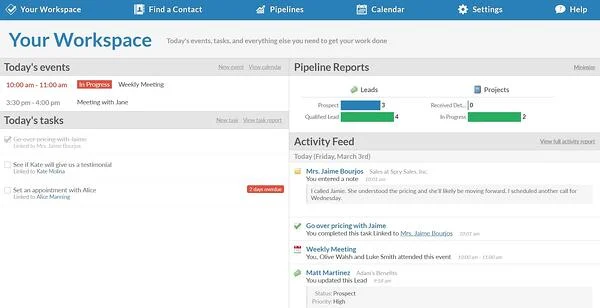 Your Workspace Find a Contact Pipelines Calendar Settings Help
Your Workspace Today's events, tasks, and everything else you need to get your work done
Today's events New event View calendar
10:00 am - 11:00 am In Progress Weekly Meeting
3:30 pm - 4:00 pm Meeting with Jane
Today's tasks New task View task report
Go over pricing with Jaime
Linked to Mrs. Jaime Bourjos
See if Kate will give us a testimonial
Linked to Kate Molina
Set an appointment with Alice 2 days overdue
Linked to Alice Manning
Pipeline Reports Minimize
Leads Projects
Prospect 3 Received Det... 0
Qualified Lead 4 In Progress 2
Activity Feed View full activity report
Today (Friday, March 3rd)
Mrs. Jaime Bourjos Sales at Spry Sales, Inc.
You entered a note 10:01 am
I called Jamie. She understood the pricing and she'll likely be moving forward. I scheduled another call for
Wednesday.
Go over pricing with Jaime
You completed this task Linked to Mrs. Jaime Bourjos 10:01 am
Weekly Meeting
You, Olive Walsh and Luke Smith attended this event 10:00 am - 11:00 am
Matt Martinez Adani's Benefits
You updated this Lead 9:58 am
Status: Prospect
Priority: High